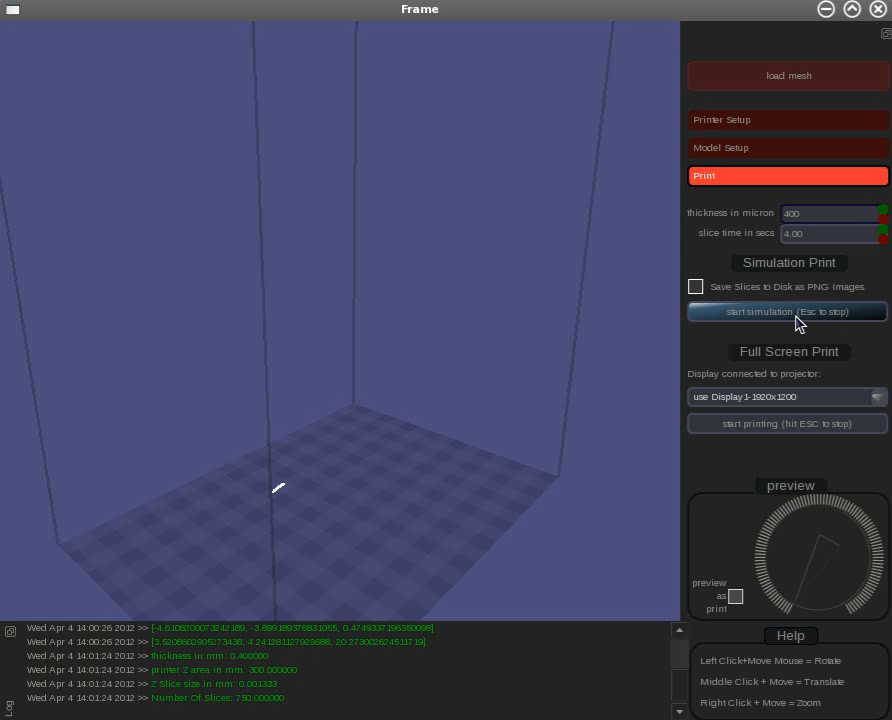 Frame
load mesh
Printer Setup
Model Setup
Print
thickness in micron 400
slice time in secs 4.00
Simulation Print
Save Slices to Disk as PNG Images
start simulation (Esc to stop)
Full Screen Print
Display connected to projector:
use Display1-1920x1200
start printing (hit ESC to stop)
preview
preview
as
print
Help
Left Click+Move Mouse = Rotate
Middle Click + Move = Translate
Right Click + Move = Zoom
Log
Wed Apr 4 14:00:26 2012 >> [-4.6108200073242189, -3.899189376831055, 0.4749337196350098]
Wed Apr 4 14:00:26 2012 >> [3.5208602905273438, 4.241281127929688, 20.273002624511719]
Wed Apr 4 14:01:24 2012 >> thickness in mm: 0.400000
Wed Apr 4 14:01:24 2012 >> printer Z area in mm: 300.000000
Wed Apr 4 14:01:24 2012 >> Z Slice size in mm: 0.001333
Wed Apr 4 14:01:24 2012 >> Number Of Slices: 750.000000